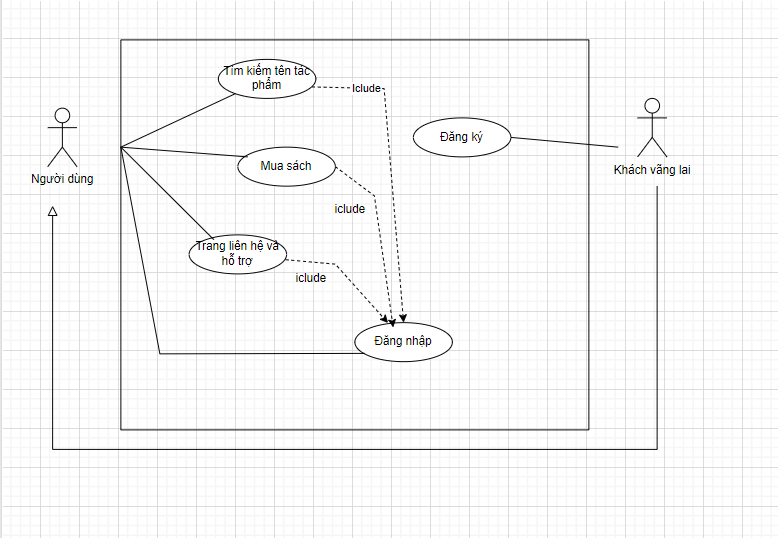 Tìm kiếm tên tác
phẩm
Iclude
Đăng ký
Mua sách
Khách vãng lai
Người dùng
iclude
Trang liên hệ và
hỗ trợ
iclude
Đăng nhập